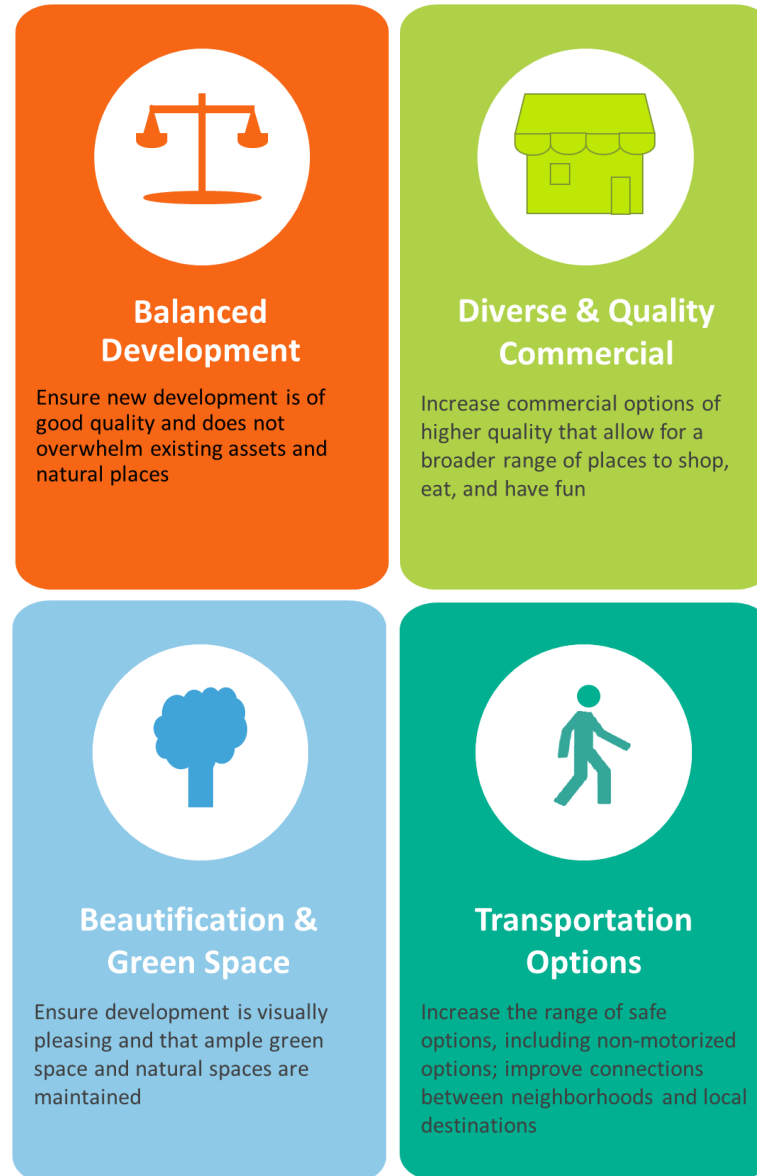 Balanced
Development
Ensure new development is of
good quality and does not
overwhelm existing assets and
natural places
Diverse & Quality
Commercial
Increase commercial options of
higher quality that allow for a
broader range of places to shop,
eat, and have fun
Beautification &
Green Space
Ensure development is visually
pleasing and that ample green
space and natural spaces are
maintained
Transportation
Options
Increase the range of safe
options, including non-motorized
options; improve connections
between neighborhoods and local
destinations